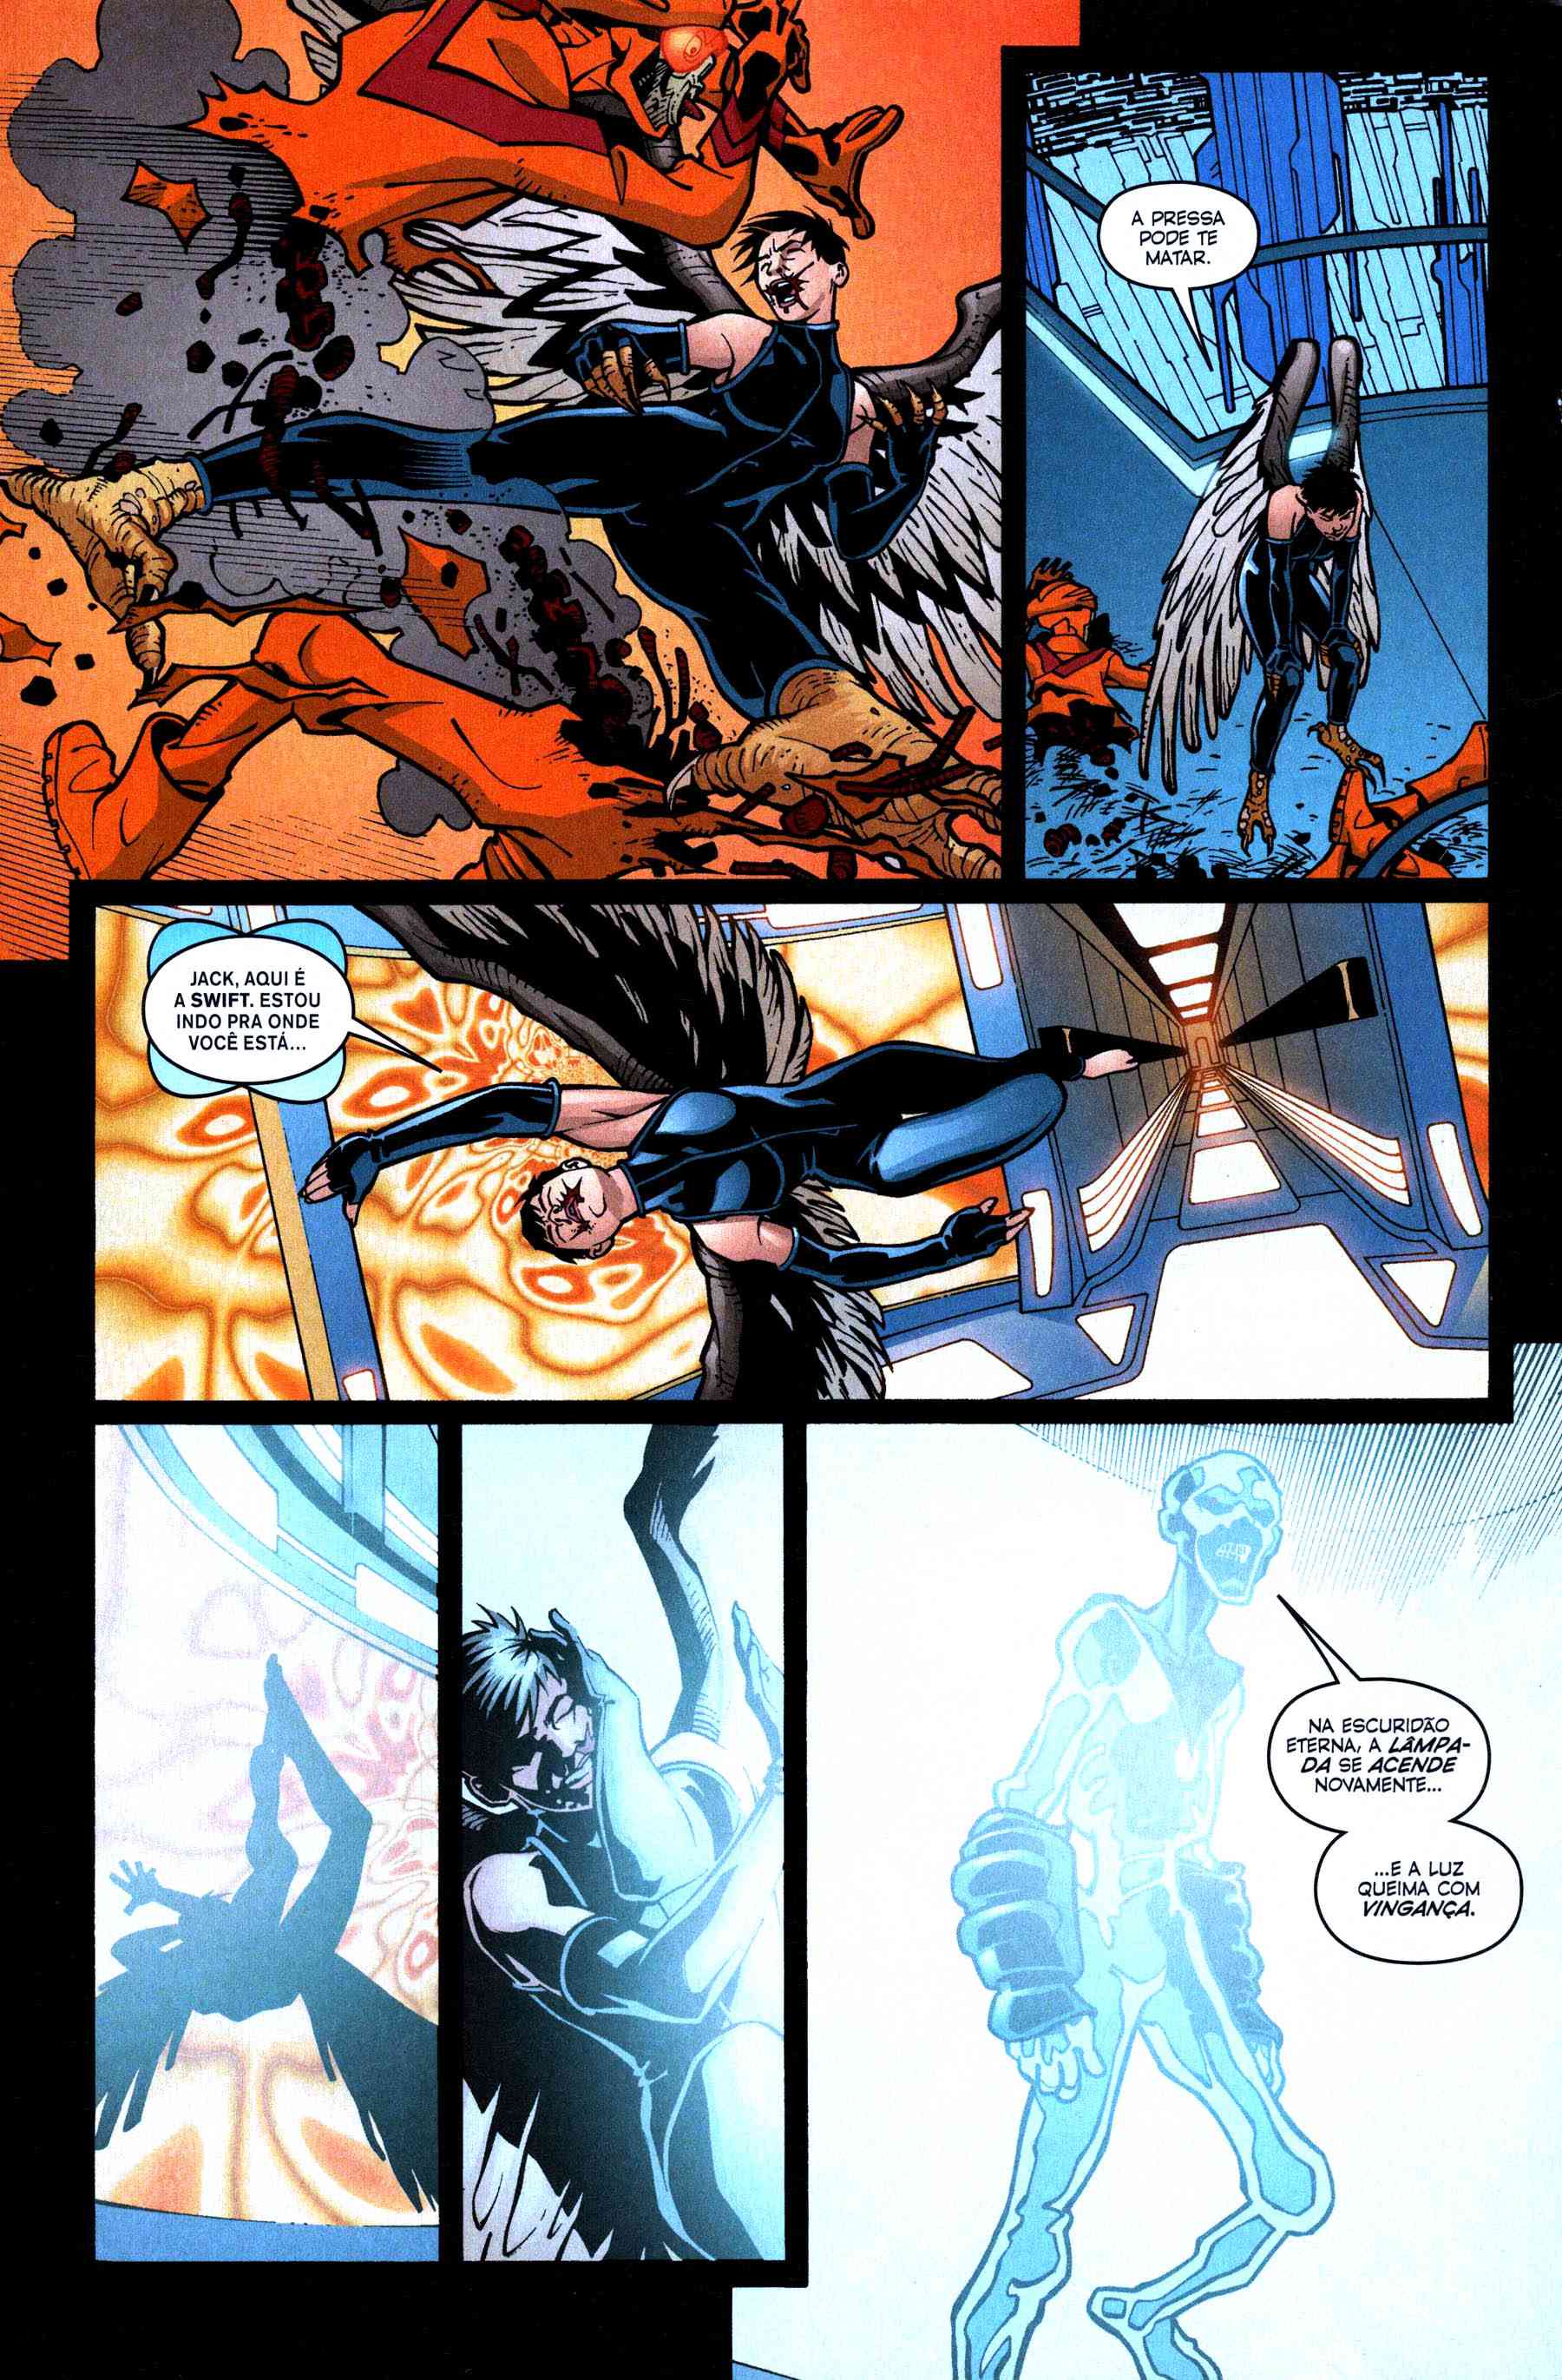 A PRESSA
PODE TE
MATAR.
JACK, AQUI É
A SWIFT. ESTOU
INDO PRA ONDE
VOCÊ ESTÁ...
NA ESCURIDÃO
ETERNA, A LÂMPA-
DA SE ACENDE
NOVAMENTE...
...E A LUZ
QUEIMA COM
VINGANÇA.